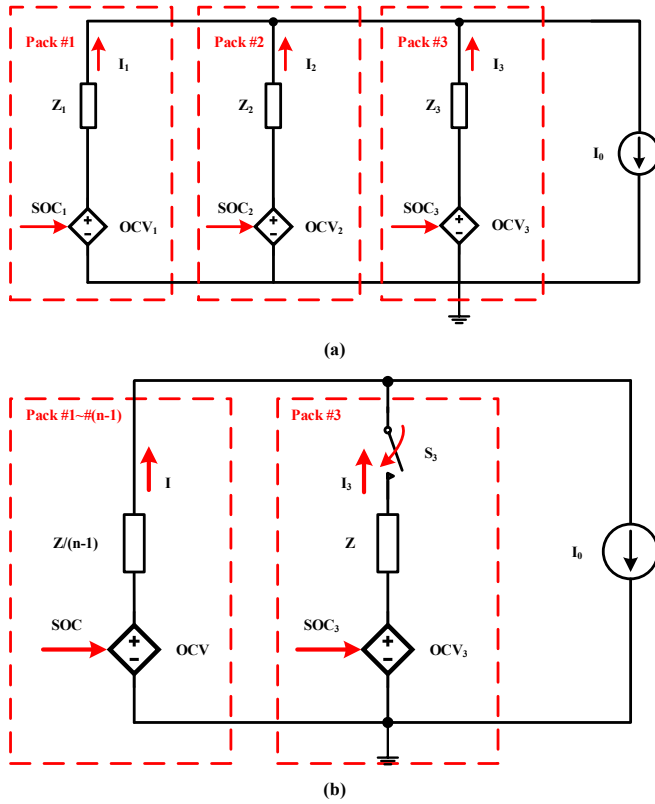 Pack #1
Pack #2
Pack #3
I₁
I₂
I₃
Z₁
Z₂
Z₃
I₀
SOC₁
SOC₂
SOC₃
+
−
+
−
+
−
OCV₁
OCV₂
OCV₃
(a)
Pack #1~#(n-1)
Pack #3
S₃
I
I₃
Z/(n-1)
Z
I₀
SOC
SOC₃
+
−
+
−
OCV
OCV₃
(b)